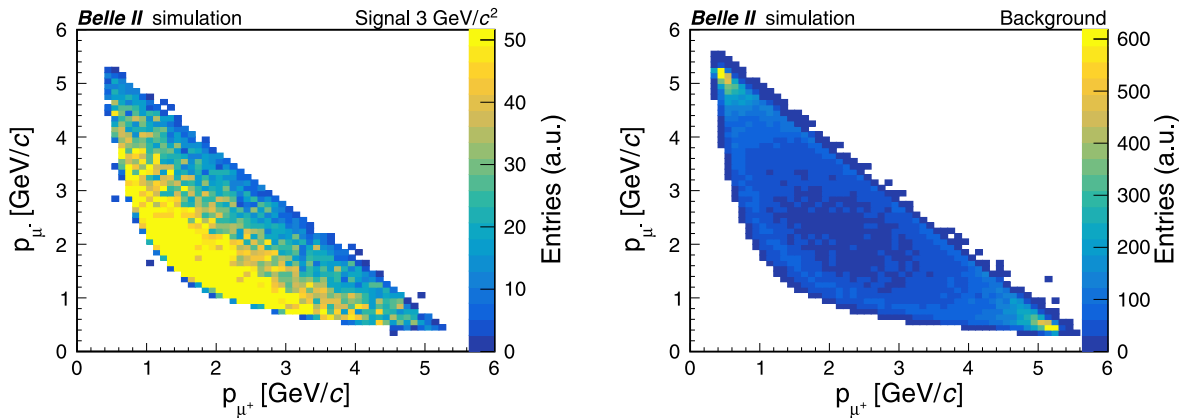 Belle II simulation Signal 3 GeV/c²
6
5
4
3
2
1
0
p_μ⁻ [GeV/c]
0 1 2 3 4 5 6
p_μ⁺ [GeV/c]
50
40
30
20
10
0
Entries (a.u.)
Belle II simulation Background
6
5
4
3
2
1
0
p_μ⁻ [GeV/c]
0 1 2 3 4 5 6
p_μ⁺ [GeV/c]
600
500
400
300
200
100
0
Entries (a.u.)